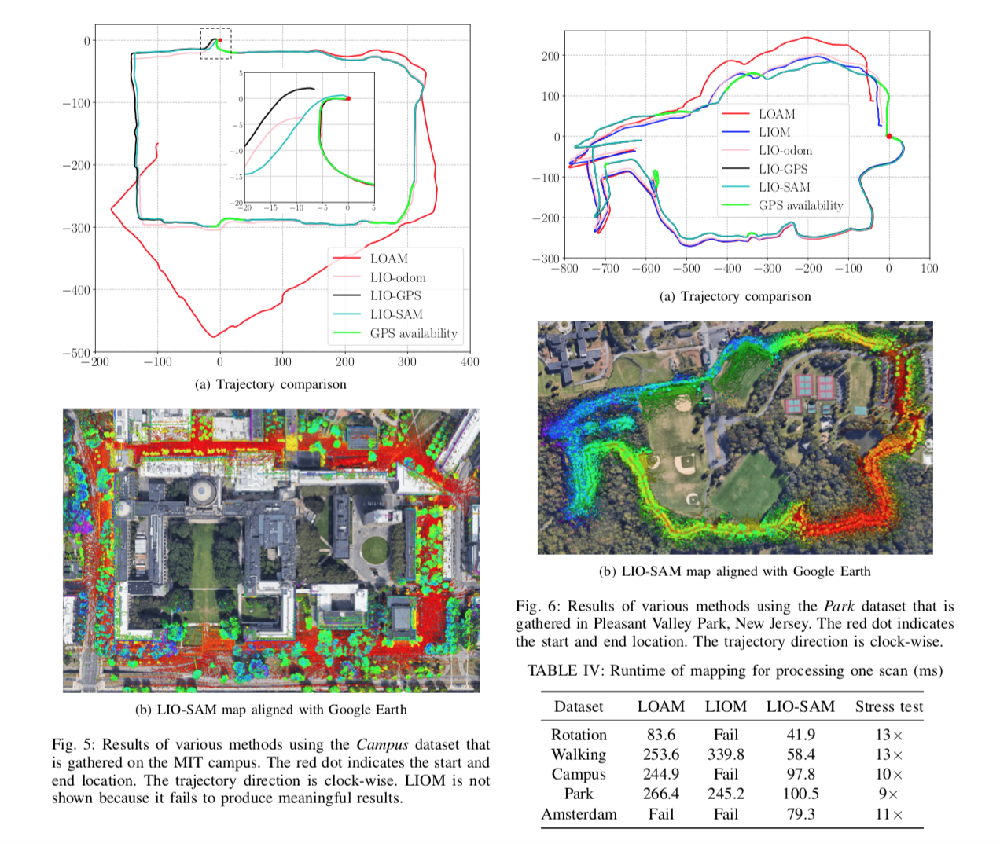 0
−100
−200
−300
−400
−500
−200
−100
0
100
200
300
400
5
0
−5
−10
−15
−20
−20
−15
−10
−5
0
5
LOAM
LIO-odom
LIO-GPS
LIO-SAM
GPS availability
(a) Trajectory comparison
(b) LIO-SAM map aligned with Google Earth
Fig. 5: Results of various methods using the Campus dataset that
is gathered on the MIT campus. The red dot indicates the start and
end location. The trajectory direction is clock-wise. LIOM is not
shown because it fails to produce meaningful results.
200
100
0
−100
−200
−300
−800
−700
−600
−500
−400
−300
−200
−100
0
100
LOAM
LIOM
LIO-odom
LIO-GPS
LIO-SAM
GPS availability
(a) Trajectory comparison
(b) LIO-SAM map aligned with Google Earth
Fig. 6: Results of various methods using the Park dataset that is
gathered in Pleasant Valley Park, New Jersey. The red dot indicates
the start and end location. The trajectory direction is clock-wise.
TABLE IV: Runtime of mapping for processing one scan (ms)
Dataset LOAM LIOM LIO-SAM Stress test
Rotation 83.6 Fail 41.9 13×
Walking 253.6 339.8 58.4 13×
Campus 244.9 Fail 97.8 10×
Park 266.4 245.2 100.5 9×
Amsterdam Fail Fail 79.3 11×